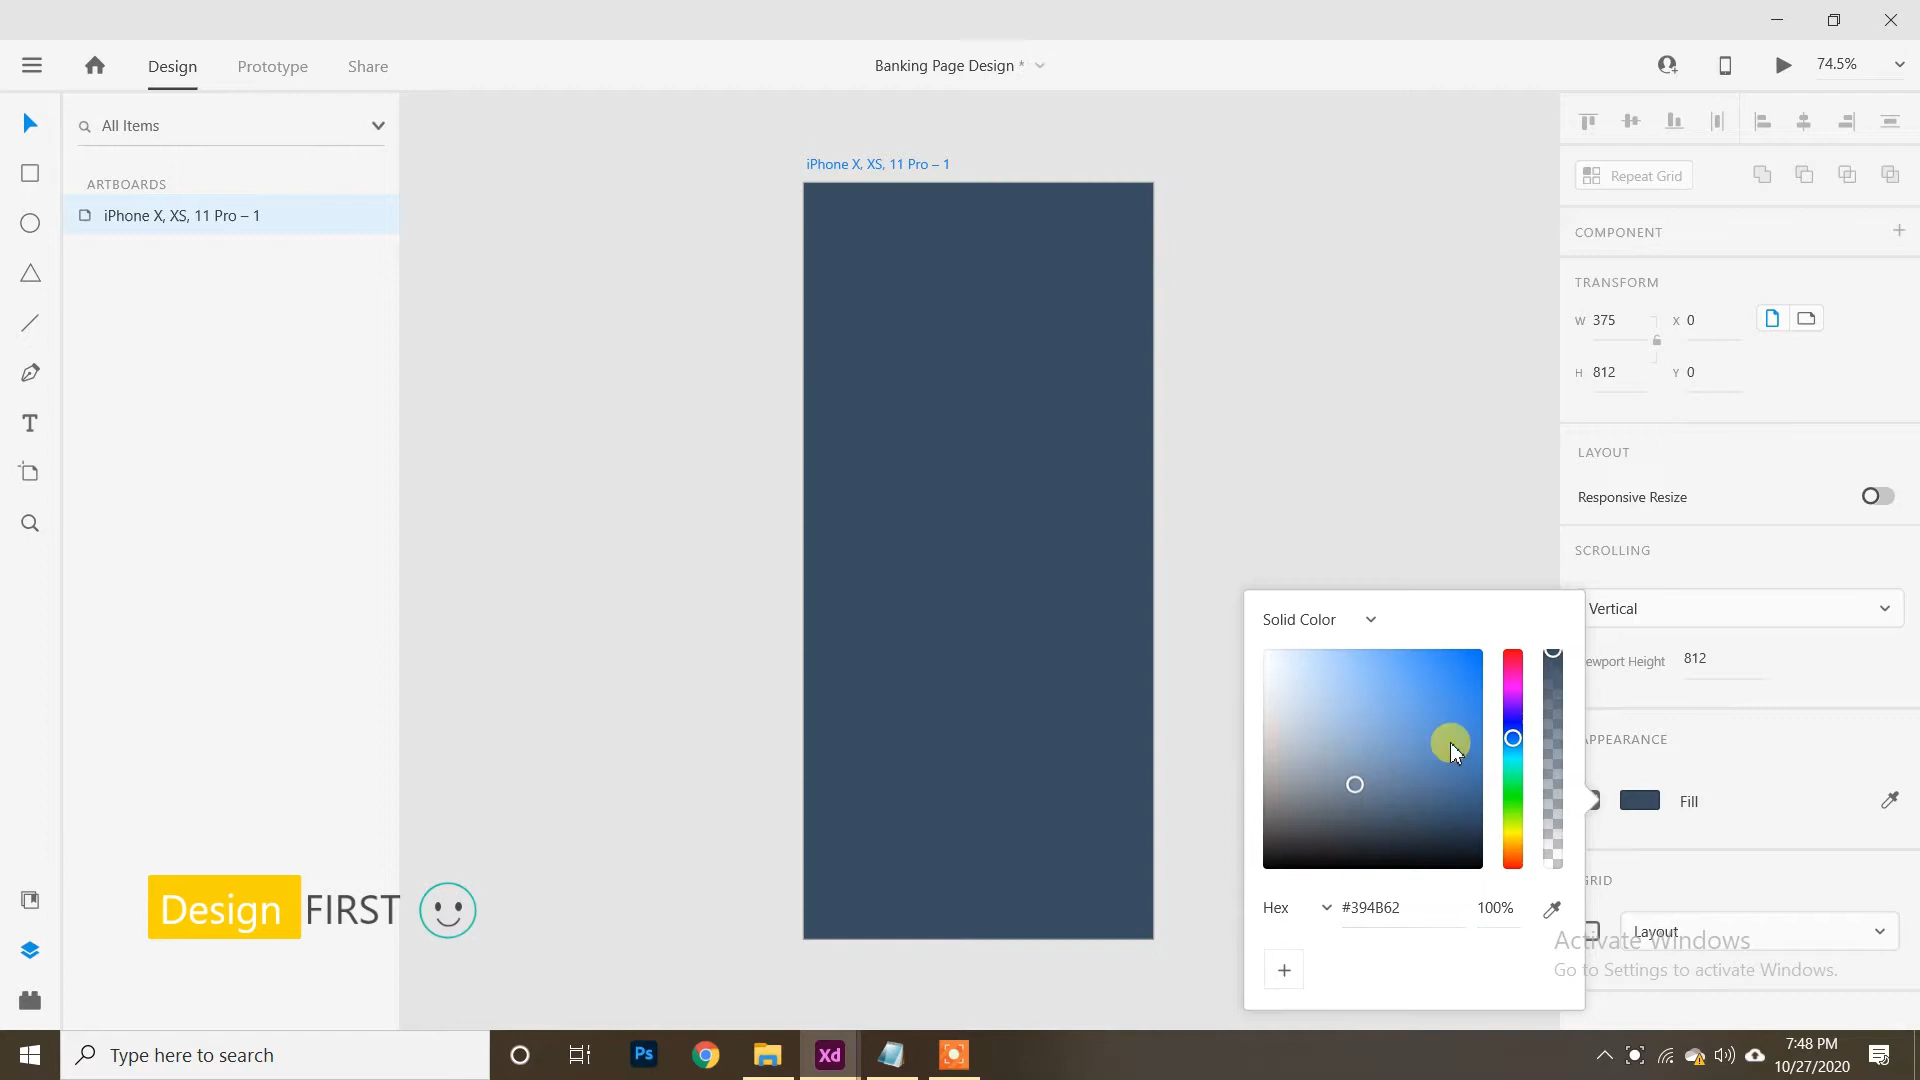 Design
Prototype
Share
Banking Page Design *
74.5%
All Items
ARTBOARDS
iPhone X, XS, 11 Pro – 1
iPhone X, XS, 11 Pro – 1
Repeat Grid
COMPONENT
TRANSFORM
W 375
X 0
H 812
Y 0
LAYOUT
Responsive Resize
SCROLLING
Vertical
ewport Height 812
PPEARANCE
Fill
GRID
Layout
Solid Color
Hex
#394B62
100%
+
T
Design FIRST
Activate Windows
Go to Settings to activate Windows.
Type here to search
Ps
Xd
7:48 PM
10/27/2020